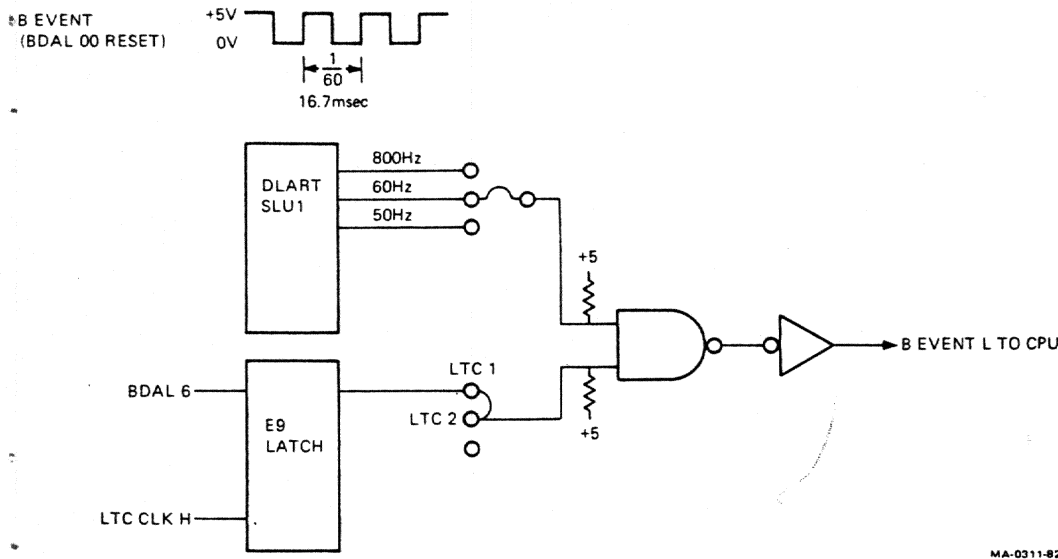 B EVENT
(BDAL 00 RESET)
+5V
0V
1
60
16.7msec
DLART
SLU1
800Hz
60Hz
50Hz
+5
B EVENT L TO CPU
BDAL 6
E9
LATCH
LTC CLK H
LTC 1
LTC 2
+5
MA-0311-82